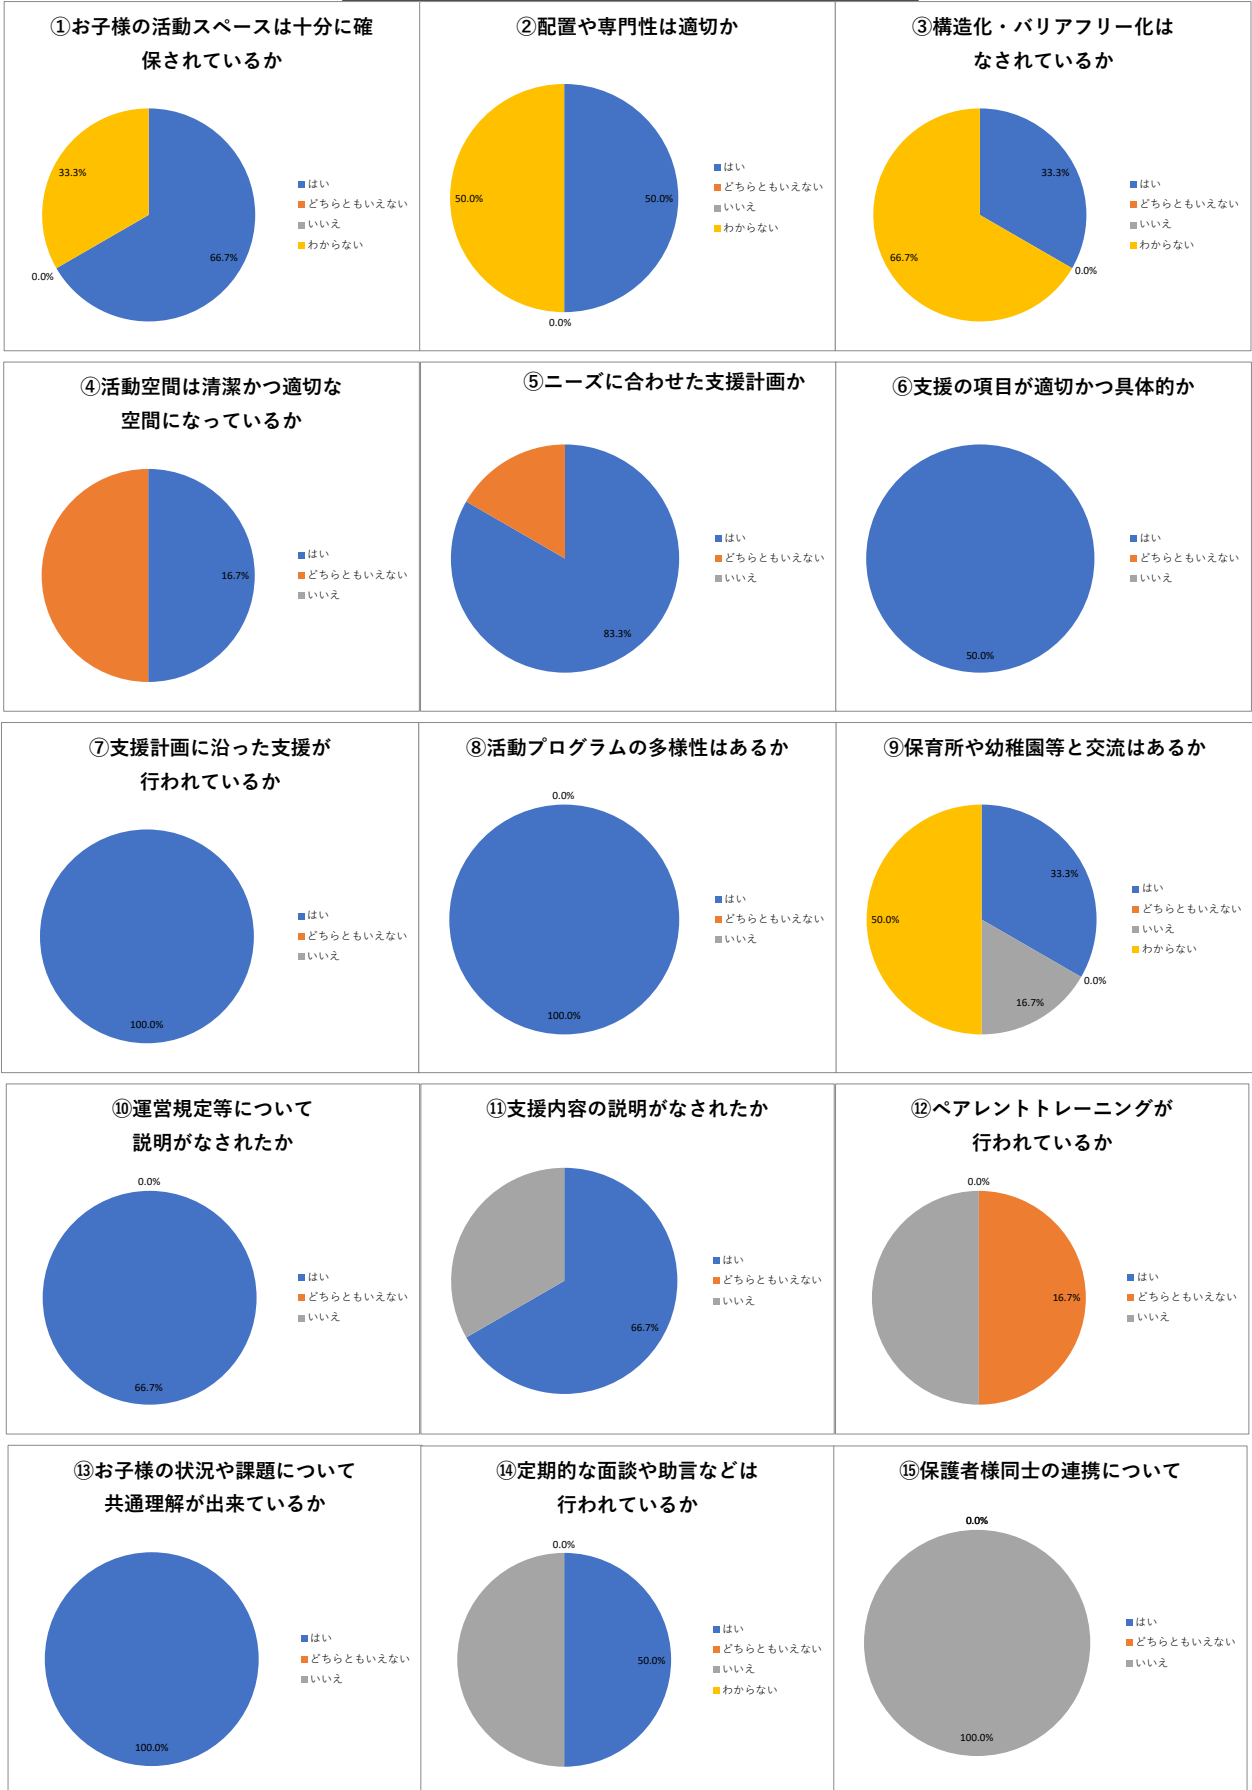 ①お子様の活動スペースは十分に確
保されているか
33.3%
66.7%
0.0%
はい
どちらともいえない
いいえ
わからない
②配置や専門性は適切か
50.0%
50.0%
0.0%
はい
どちらともいえない
いいえ
わからない
③構造化・バリアフリー化は
なされているか
33.3%
66.7%
0.0%
はい
どちらともいえない
いいえ
わからない
④活動空間は清潔かつ適切な
空間になっているか
16.7%
はい
どちらともいえない
いいえ
⑤ニーズに合わせた支援計画か
83.3%
はい
どちらともいえない
いいえ
⑥支援の項目が適切かつ具体的か
50.0%
はい
どちらともいえない
いいえ
⑦支援計画に沿った支援が
行われているか
100.0%
はい
どちらともいえない
いいえ
⑧活動プログラムの多様性はあるか
0.0%
100.0%
はい
どちらともいえない
いいえ
⑨保育所や幼稚園等と交流はあるか
33.3%
50.0%
0.0%
16.7%
はい
どちらともいえない
いいえ
わからない
⑩運営規定等について
説明がなされたか
0.0%
66.7%
はい
どちらともいえない
いいえ
⑪支援内容の説明がなされたか
66.7%
はい
どちらともいえない
いいえ
⑫ペアレントトレーニングが
行われているか
0.0%
16.7%
はい
どちらともいえない
いいえ
⑬お子様の状況や課題について
共通理解が出来ているか
100.0%
はい
どちらともいえない
いいえ
⑭定期的な面談や助言などは
行われているか
0.0%
50.0%
はい
どちらともいえない
いいえ
わからない
⑮保護者様同士の連携について
0.0%
100.0%
はい
どちらともいえない
いいえ